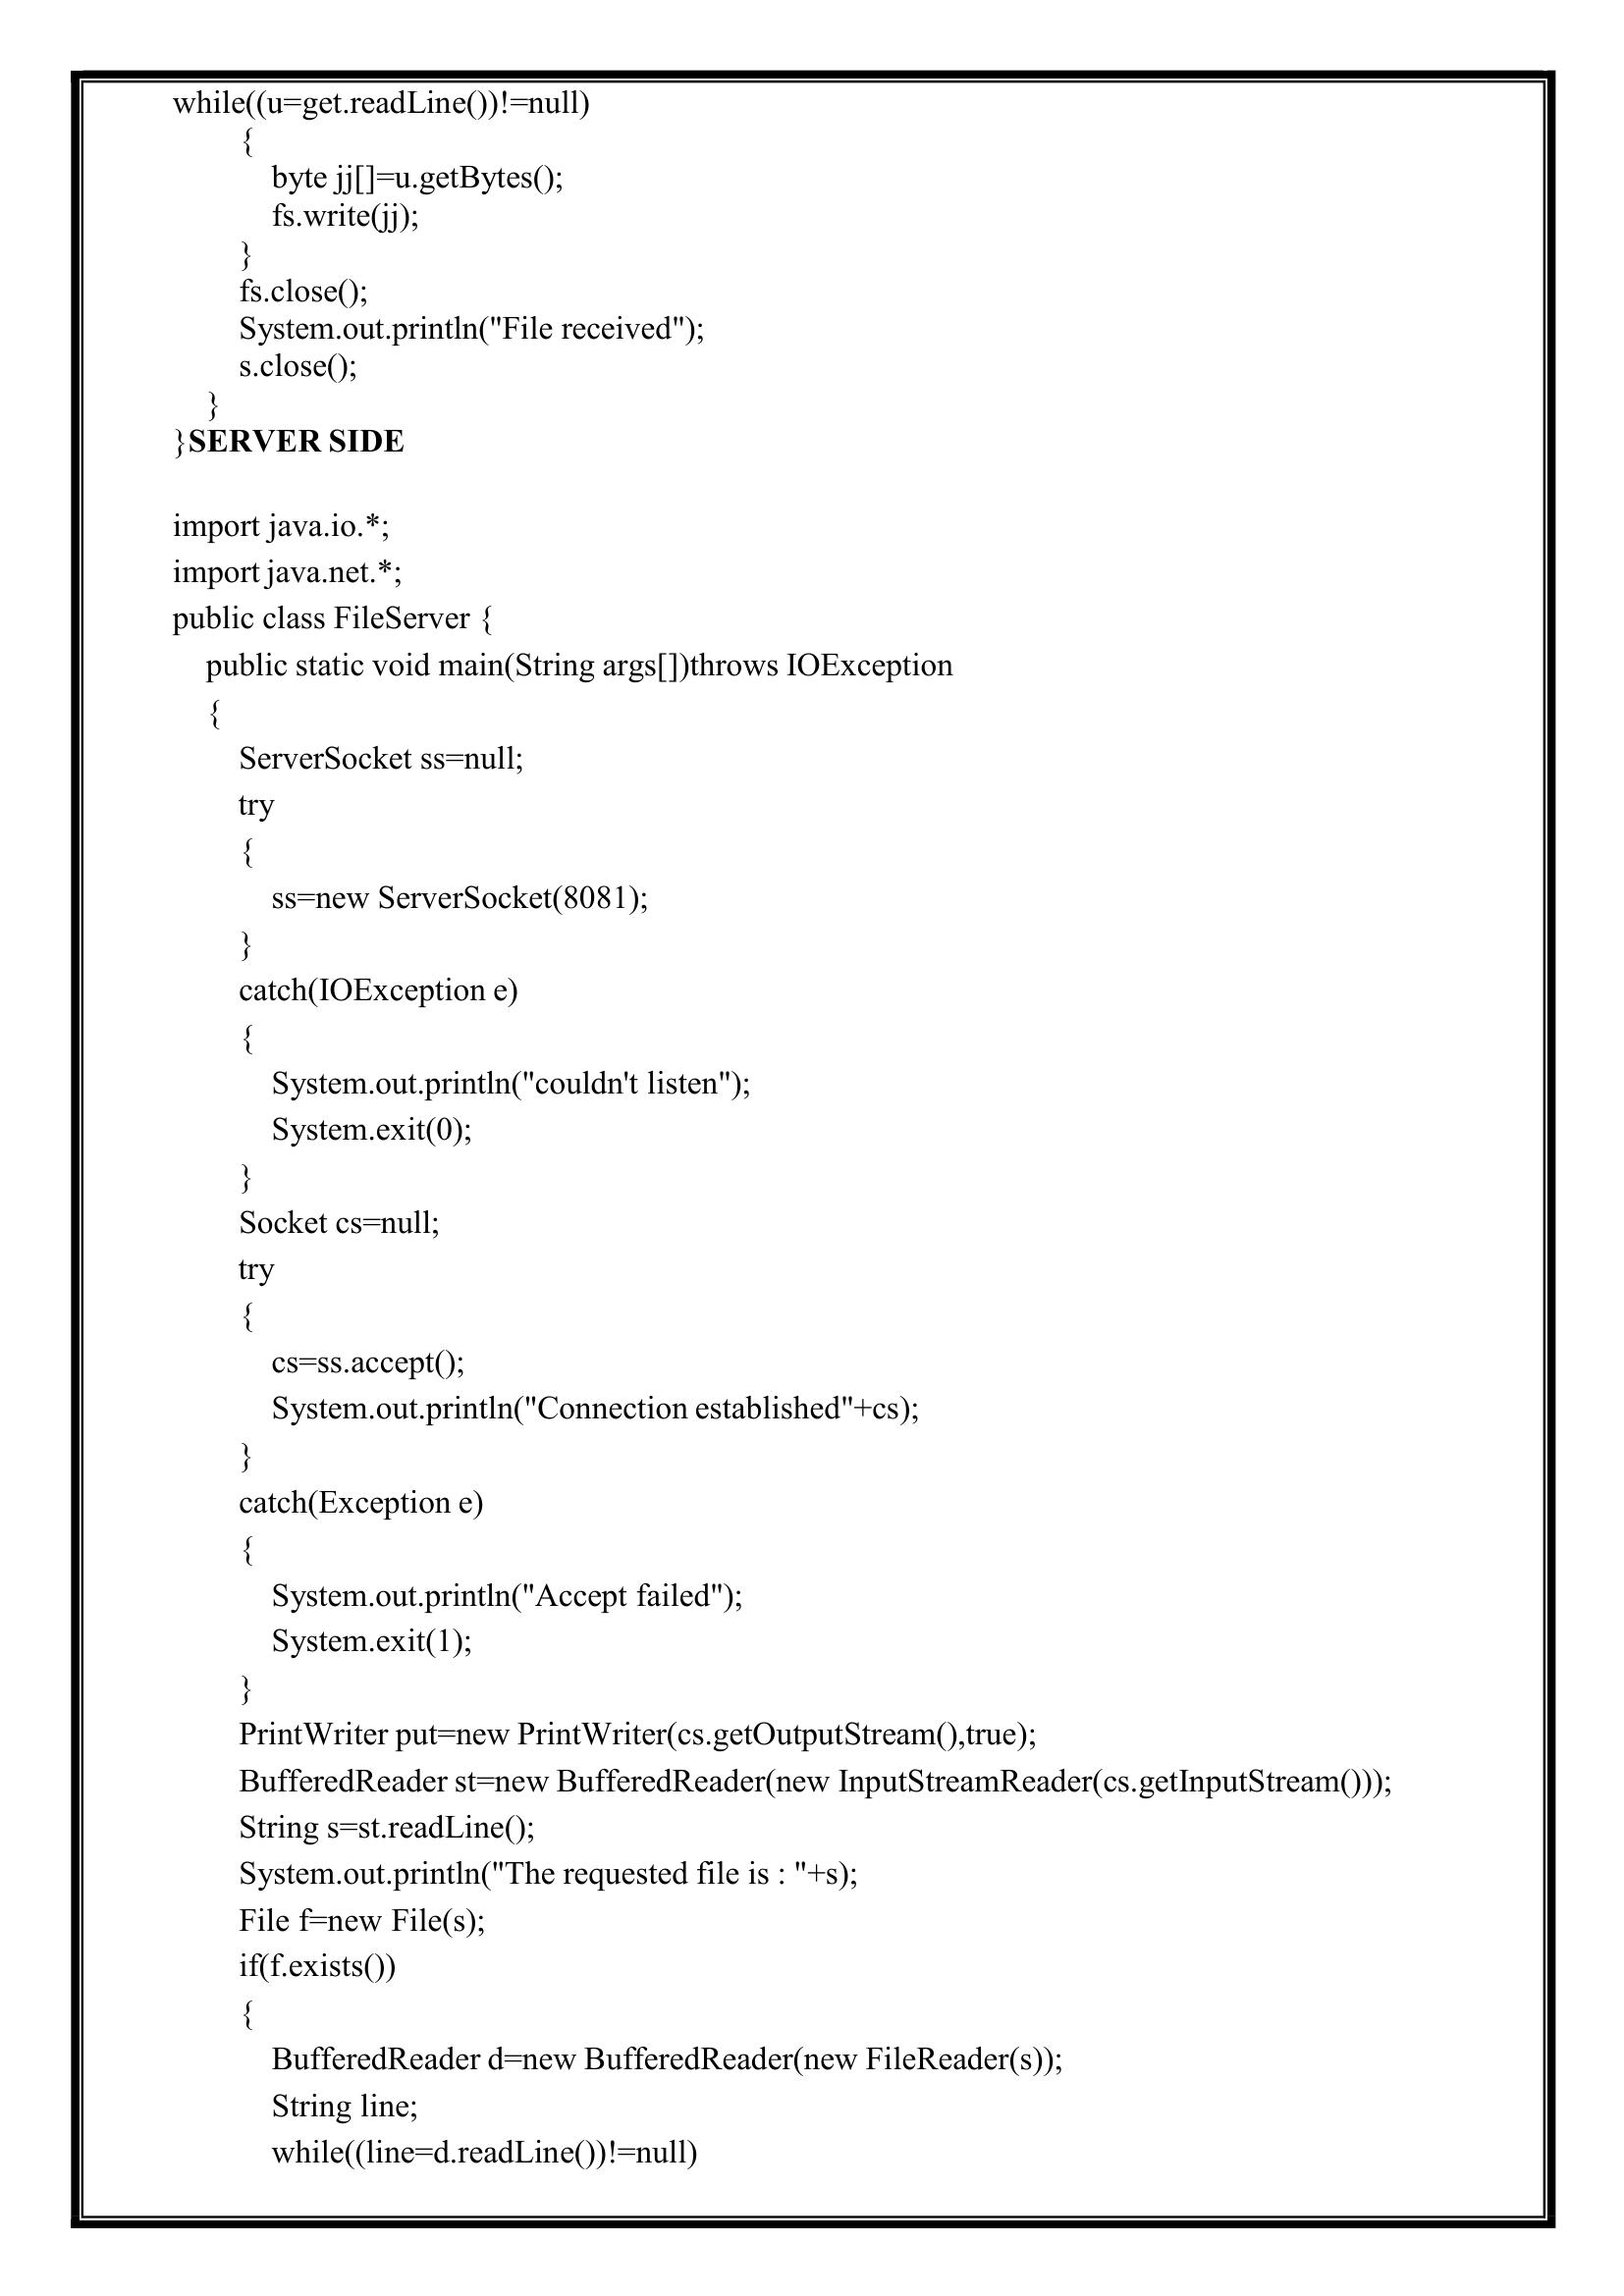 while((u=get.readLine())!=null)
{
byte jj[]=u.getBytes();
fs.write(jj);
}
fs.close();
System.out.println("File received");
s.close();
}
}SERVER SIDE
import java.io.*;
import java.net.*;
public class FileServer {
public static void main(String args[])throws IOException
{
ServerSocket ss=null;
try
{
ss=new ServerSocket(8081);
}
catch(IOException e)
{
System.out.println("couldn't listen");
System.exit(0);
}
Socket cs=null;
try
{
cs=ss.accept();
System.out.println("Connection established"+cs);
}
catch(Exception e)
{
System.out.println("Accept failed");
System.exit(1);
}
PrintWriter put=new PrintWriter(cs.getOutputStream(),true);
BufferedReader st=new BufferedReader(new InputStreamReader(cs.getInputStream()));
String s=st.readLine();
System.out.println("The requested file is : "+s);
File f=new File(s);
if(f.exists())
{
BufferedReader d=new BufferedReader(new FileReader(s));
String line;
while((line=d.readLine())!=null)